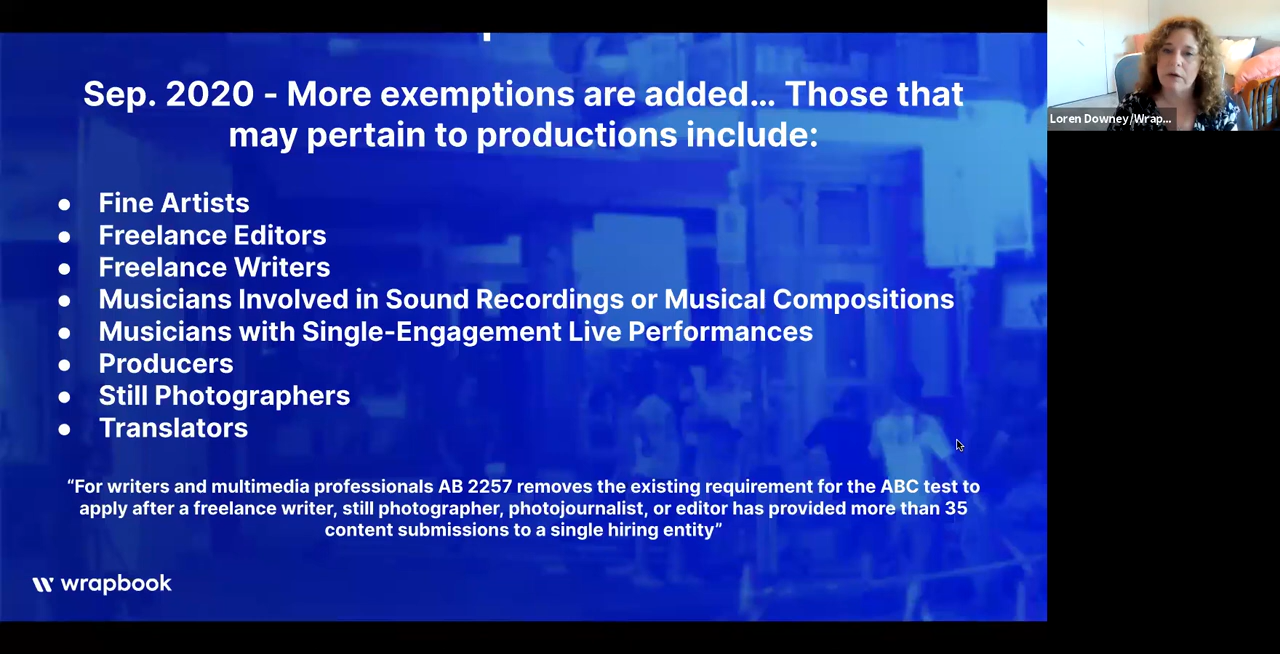 Sep. 2020 - More exemptions are added... Those that
may pertain to productions include:
● Fine Artists
● Freelance Editors
● Freelance Writers
● Musicians Involved in Sound Recordings or Musical Compositions
● Musicians with Single-Engagement Live Performances
● Producers
● Still Photographers
● Translators
“For writers and multimedia professionals AB 2257 removes the existing requirement for the ABC test to
apply after a freelance writer, still photographer, photojournalist, or editor has provided more than 35
content submissions to a single hiring entity”
wrapbook
Loren Downey/Wrap...